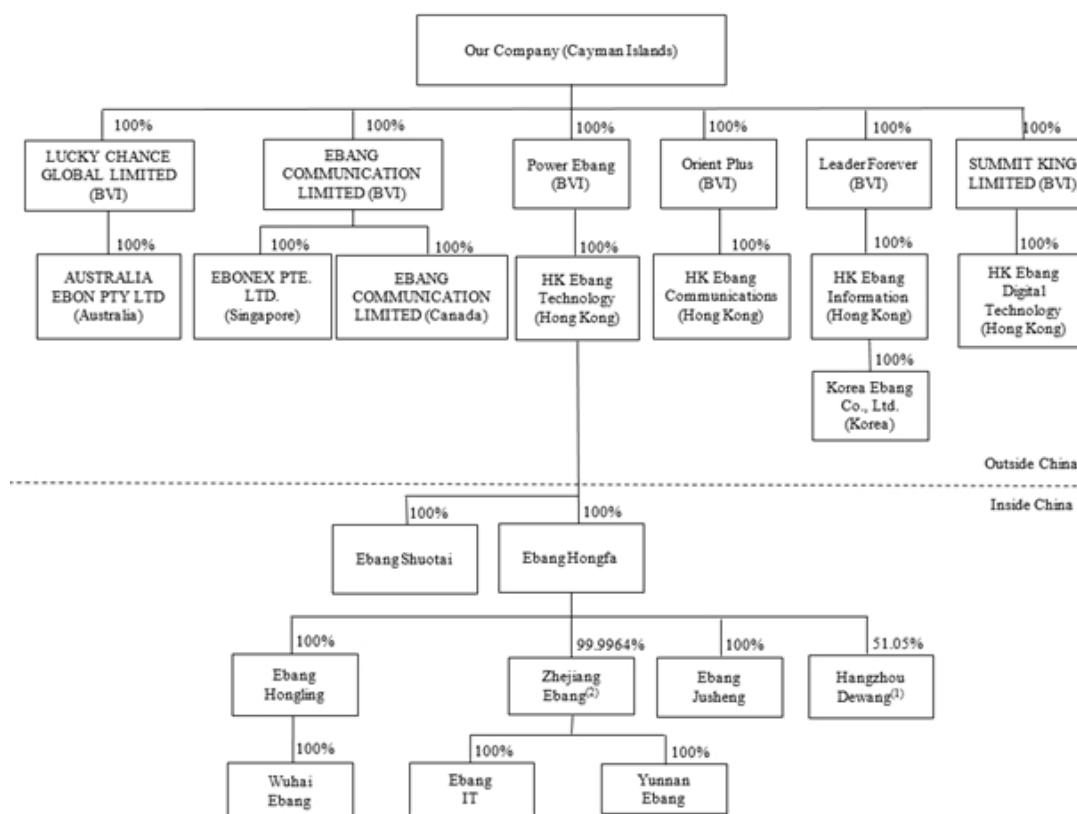 Our Company (Cayman Islands)
100%
100%
100%
100%
100%
100%
LUCKY CHANCE
GLOBAL LIMITED
(BVI)
EBANG
COMMUNICATION
LIMITED (BVI)
Power Ebang
(BVI)
Orient Plus
(BVI)
Leader Forever
(BVI)
SUMMIT KING
LIMITED (BVI)
100%
100%
100%
100%
100%
100%
100%
AUSTRALIA
EBON PTY LTD
(Australia)
EBONEX PTE.
LTD.
(Singapore)
EBANG
COMMUNICATION
LIMITED (Canada)
HK Ebang
Technology
(Hong Kong)
HK Ebang
Communications
(Hong Kong)
HK Ebang
Information
(Hong Kong)
HK Ebang
Digital
Technology
(Hong Kong)
100%
Korea Ebang
Co., Ltd.
(Korea)
Outside China
Inside China
100%
100%
Ebang Shuotai
Ebang Hongfa
100%
99.9964%
100%
51.05%
Ebang
Hongling
Zhejiang
Ebang(2)
Ebang
Jusheng
Hangzhou
Dewang(1)
100%
100%
100%
Wuhai
Ebang
Ebang
IT
Yunnan
Ebang